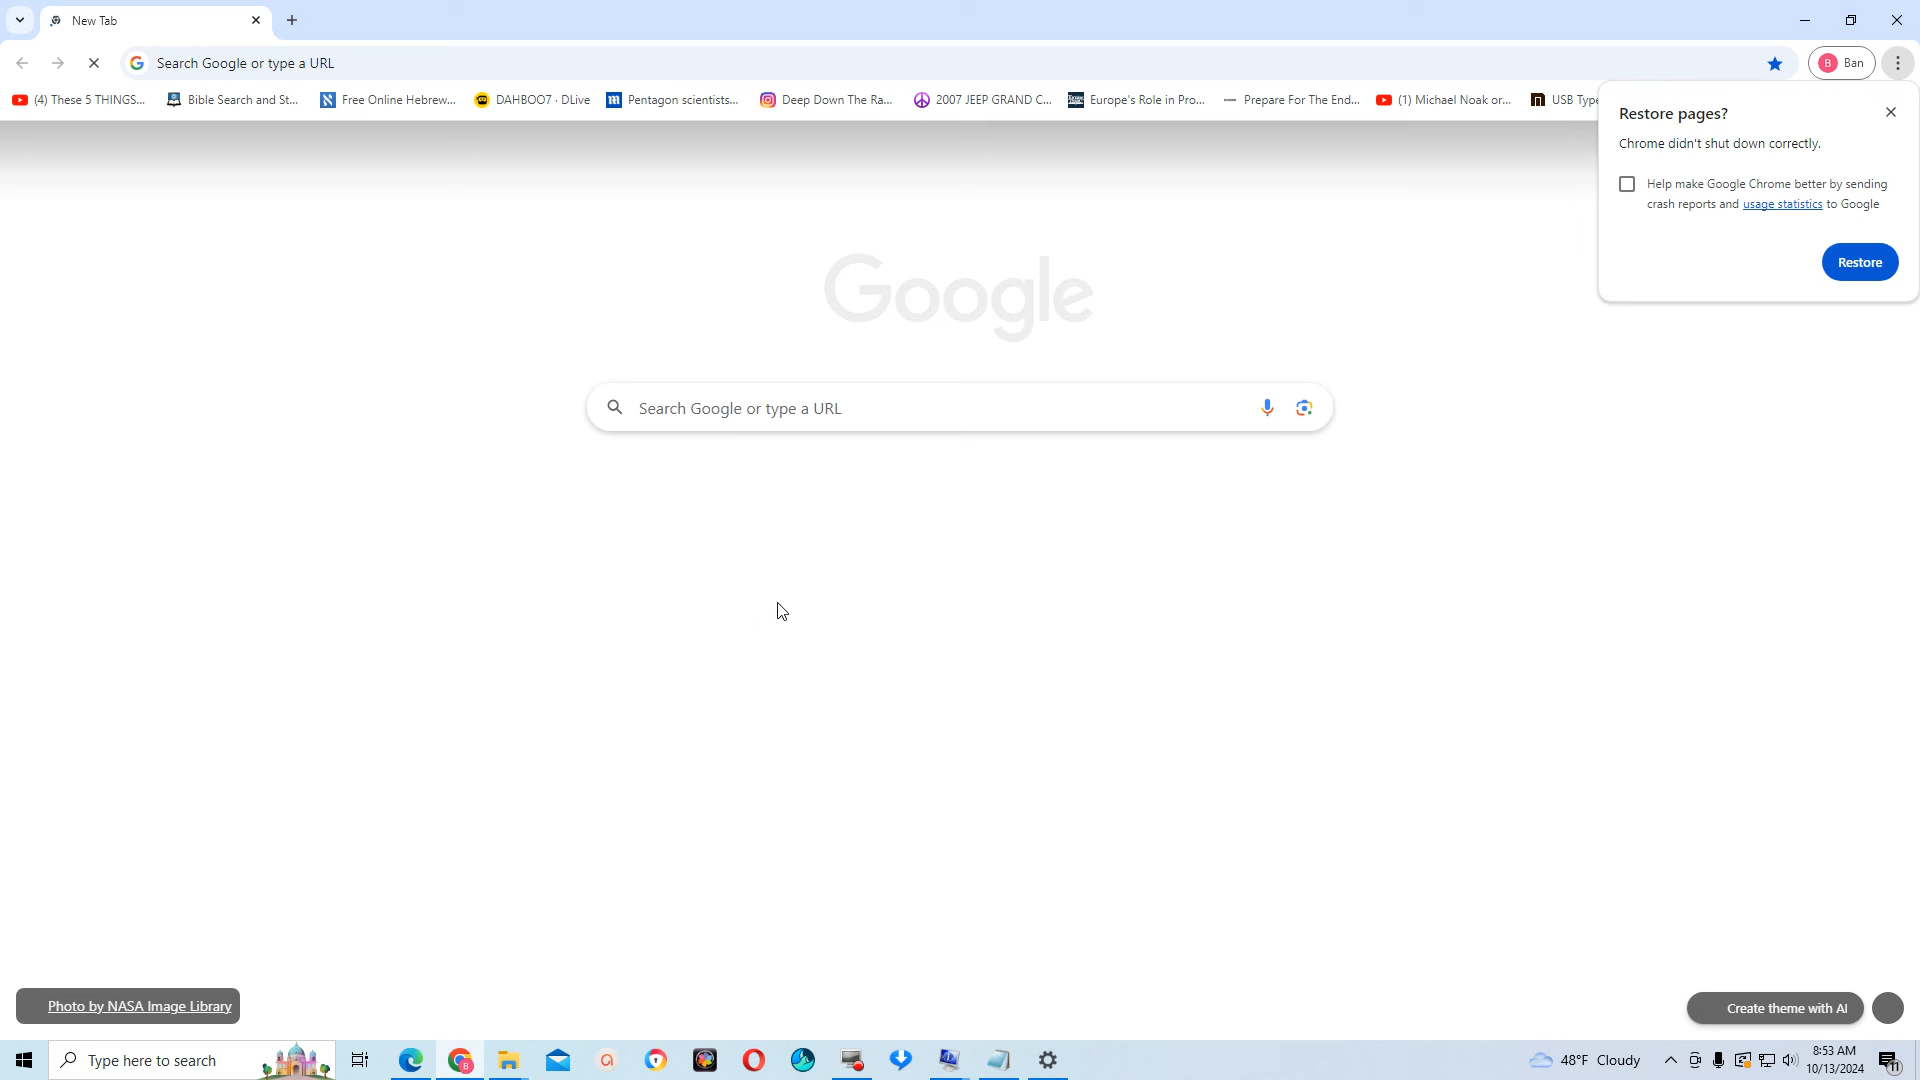 New Tab
Search Google or type a URL
Ban
(4) These 5 THINGS...
Bible Search and St...
Free Online Hebrew...
DAHBOO7 · DLive
Pentagon scientists...
Deep Down The Ra...
2007 JEEP GRAND C...
Europe's Role in Pro...
Prepare For The End...
(1) Michael Noak or...
USB Type
Restore pages?
Chrome didn't shut down correctly.
Help make Google Chrome better by sending
crash reports and usage statistics to Google
Restore
Google
Search Google or type a URL
Photo by NASA Image Library
Create theme with AI
Type here to search
48°F Cloudy
8:53 AM
10/13/2024
11